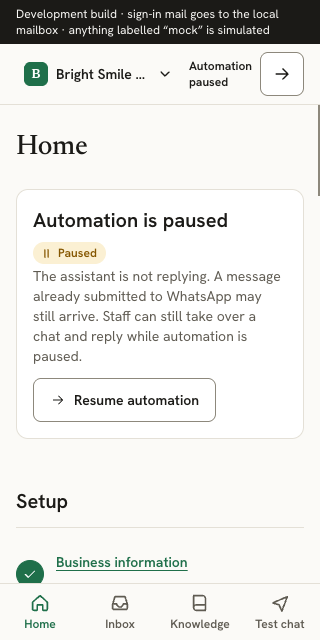 Development build · sign-in mail goes to the local
mailbox · anything labelled “mock” is simulated
B Bright Smile ...
Automation
paused
Home
Automation is paused
Paused
The assistant is not replying. A message
already submitted to WhatsApp may
still arrive. Staff can still take over a
chat and reply while automation is
paused.
Resume automation
Setup
Business information
Home Inbox Knowledge Test chat